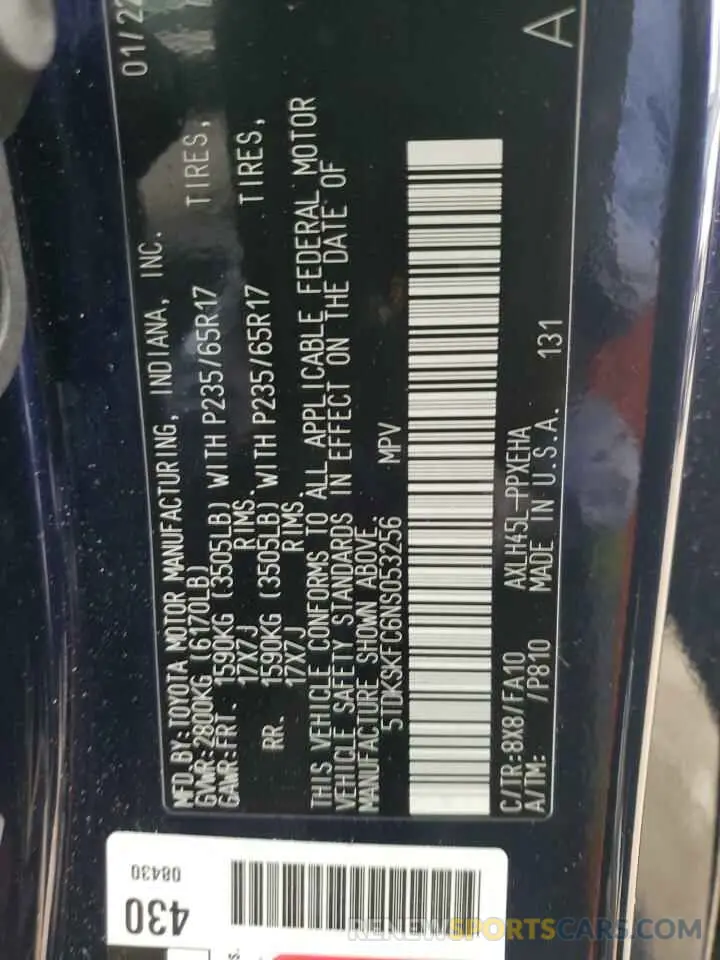 01/22
MFD.BY:TOYOTA MOTOR MANUFACTURING, INDIANA, INC.
GVWR:2800KG (6170LB)
GAWR:FRT. 1590KG (3505LB) WITH P235/65R17 TIRES,
17X7J RIMS.
RR. 1590KG (3505LB) WITH P235/65R17 TIRES,
17X7J RIMS.
THIS VEHICLE CONFORMS TO ALL APPLICABLE FEDERAL MOTOR
VEHICLE SAFETY STANDARDS IN EFFECT ON THE DATE OF
MANUFACTURE SHOWN ABOVE.
5TDKSKFC6NS053256 MPV
C/TR:8X8/FA10 AXLH45L-PPXEHA
A/TM: /P810 MADE IN U.S.A. 131
A
430
08430
RENEWSPORTCARS.COM